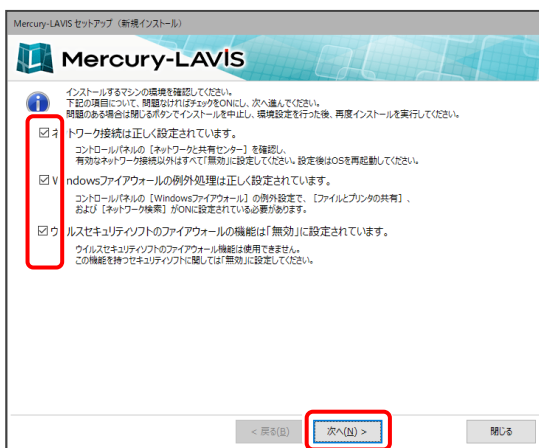 Mercury-LAVIS セットアップ（新規インストール）
Mercury-LAVIS
インストールするマシンの環境を確認してください。
下記の項目について、問題なければチェックをONにし、次へ進んでください。
問題のある場合は閉じるボタンでインストールを中止し、環境設定を行った後、再度インストールを実行してください。
ネットワーク接続は正しく設定されています。
コントロールパネルの [ネットワークと共有センター] を確認し、
有効なネットワーク接続以外はすべて「無効」に設定してください。設定後はOSを再起動してください。
Windowsファイアウォールの例外処理は正しく設定されています。
コントロールパネルの [Windowsファイアウォール] の例外設定で、[ファイルとプリンタの共有] 、
および [ネットワーク検索] がONに設定されている必要があります。
ウイルスセキュリティソフトのファイアウォールの機能は「無効」に設定されています。
ウイルスセキュリティソフトのファイアウォール機能は使用できません。
この機能を持つセキュリティソフトに関しては「無効」に設定してください。
< 戻る(B) 次へ(N) > 閉じる